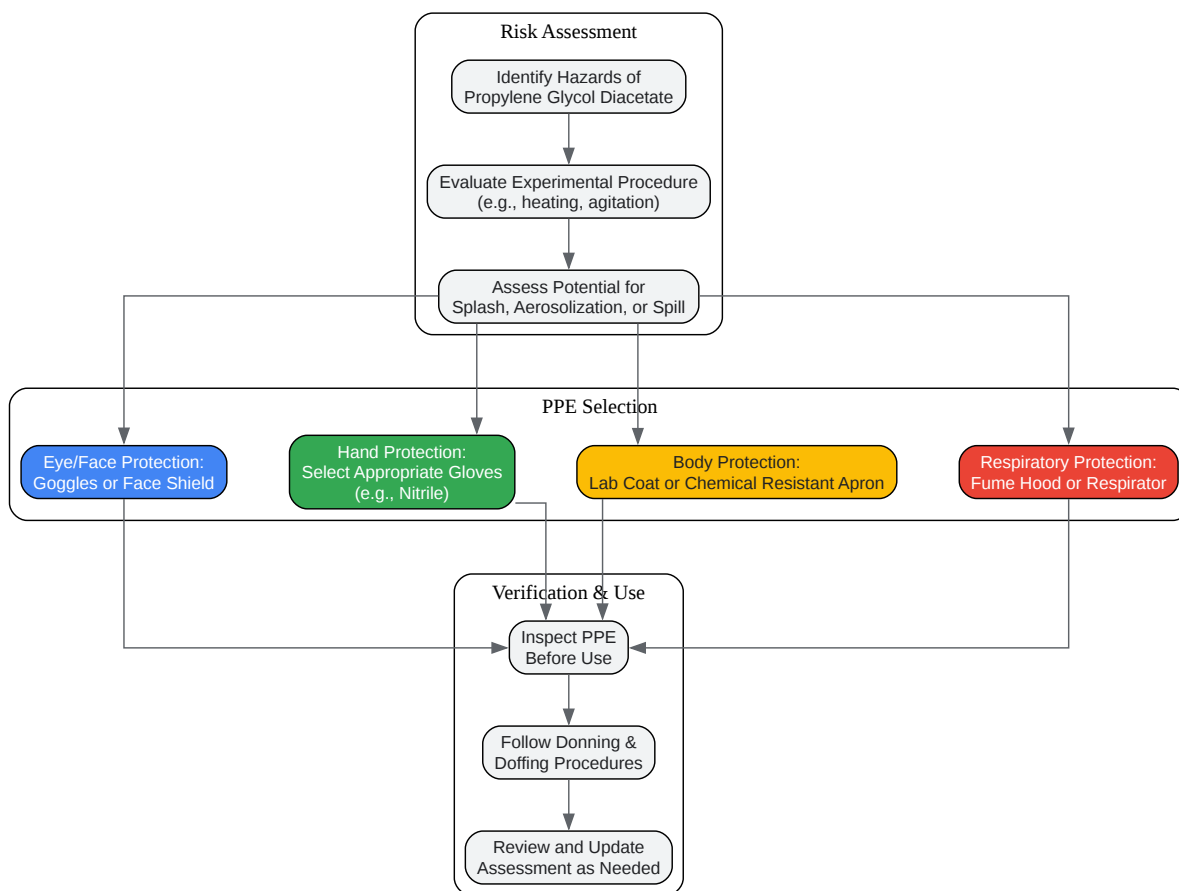 Risk Assessment
Identify Hazards of
Propylene Glycol Diacetate
Evaluate Experimental Procedure
(e.g., heating, agitation)
Assess Potential for
Splash, Aerosolization, or Spill
PPE Selection
Eye/Face Protection:
Goggles or Face Shield
Hand Protection:
Select Appropriate Gloves
(e.g., Nitrile)
Body Protection:
Lab Coat or Chemical Resistant Apron
Respiratory Protection:
Fume Hood or Respirator
Verification & Use
Inspect PPE
Before Use
Follow Donning &
Doffing Procedures
Review and Update
Assessment as Needed